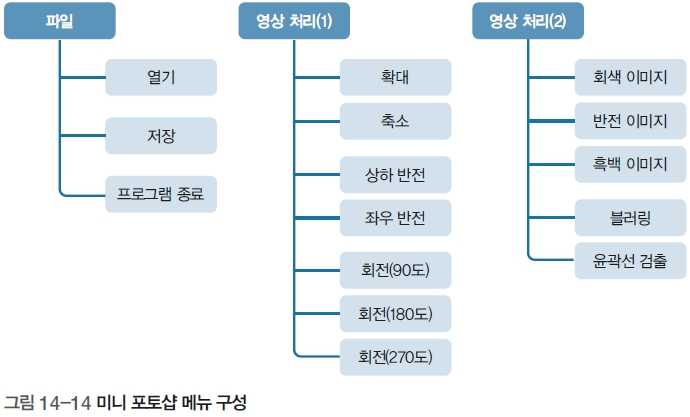 파일
열기
저장
프로그램 종료
영상 처리(1)
확대
축소
상하 반전
좌우 반전
회전(90도)
회전(180도)
회전(270도)
영상 처리(2)
회색 이미지
반전 이미지
흑백 이미지
블러링
윤곽선 검출
그림 14-14 미니 포토샵 메뉴 구성